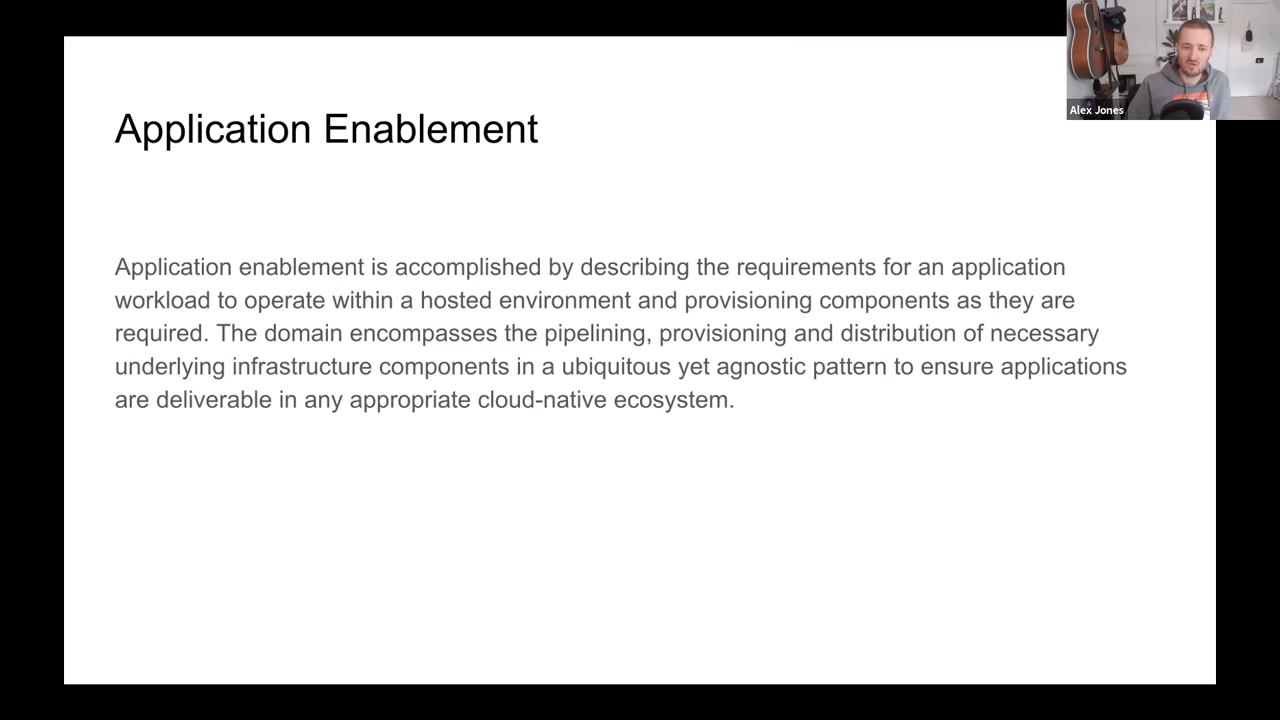 Alex Jones
Application Enablement
Application enablement is accomplished by describing the requirements for an application
workload to operate within a hosted environment and provisioning components as they are
required. The domain encompasses the pipelining, provisioning and distribution of necessary
underlying infrastructure components in a ubiquitous yet agnostic pattern to ensure applications
are deliverable in any appropriate cloud-native ecosystem.